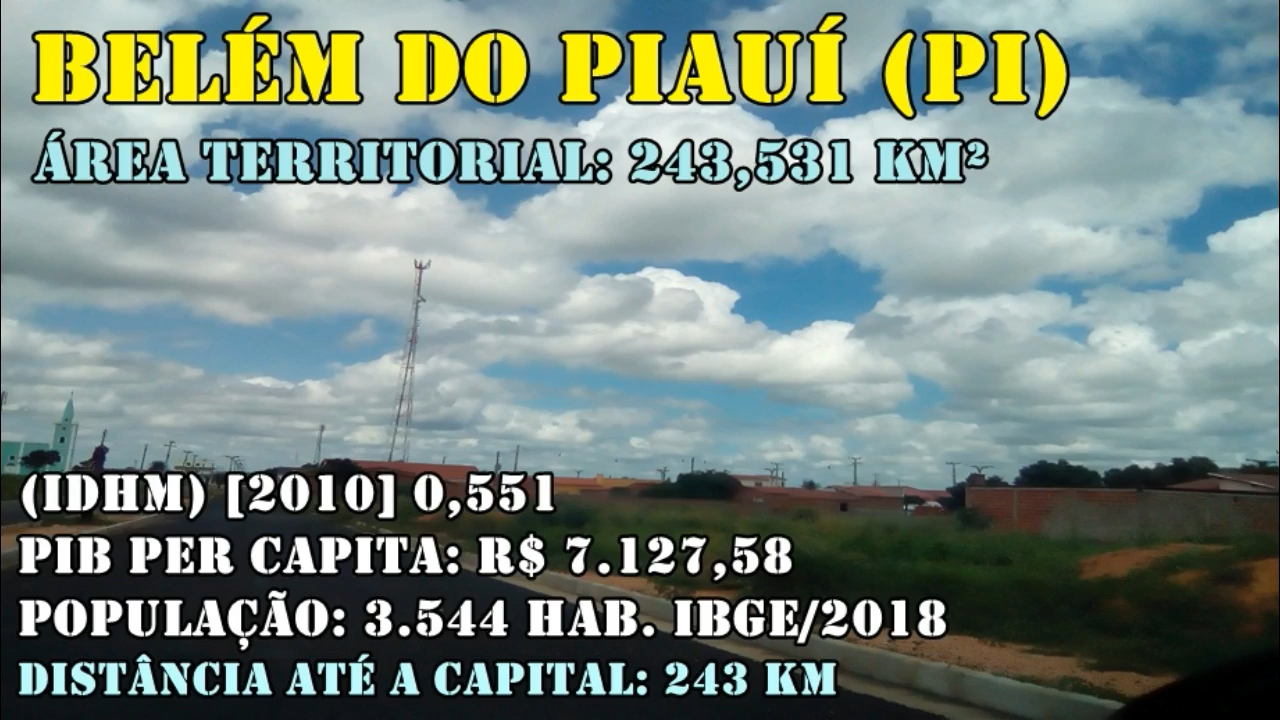 BELÉM DO PIAUÍ (PI)
ÁREA TERRITORIAL: 243,531 KM²
(IDHM) [2010] 0,551
PIB PER CAPITA: R$ 7.127,58
POPULAÇÃO: 3.544 HAB. IBGE/2018
DISTÂNCIA ATÉ A CAPITAL: 243 KM